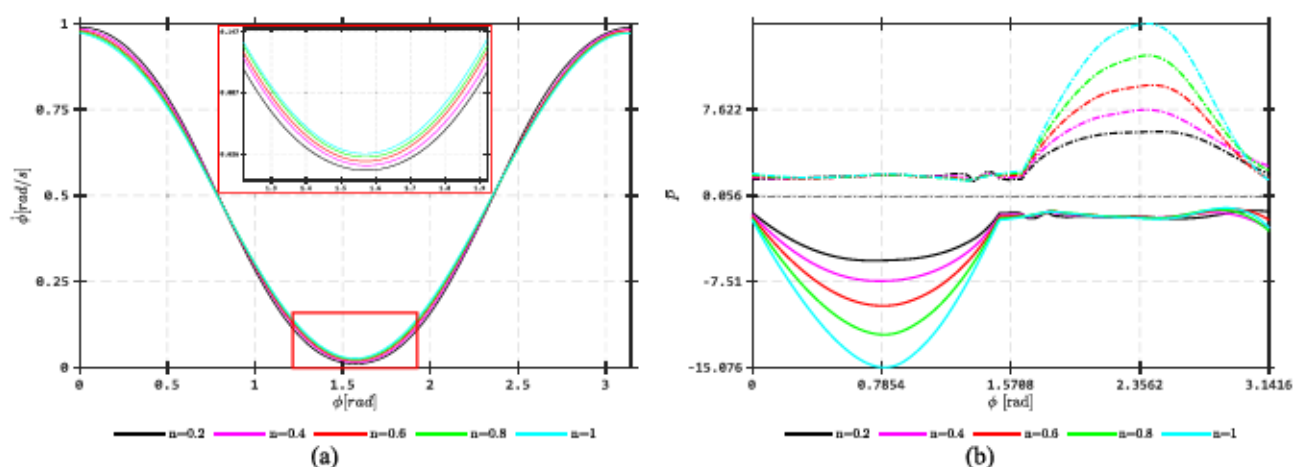 1
0.75
0.5
0.25
0
0 0.5 1 1.5 2 2.5 3
ϕ[rad]
ϕ̇[rad/s]
n=0.2 n=0.4 n=0.6 n=0.8 n=1
(a)
7.622
0.056
-7.51
-15.076
0 0.7854 1.5708 2.3562 3.1416
ϕ [rad]
n=0.2 n=0.4 n=0.6 n=0.8 n=1
(b)